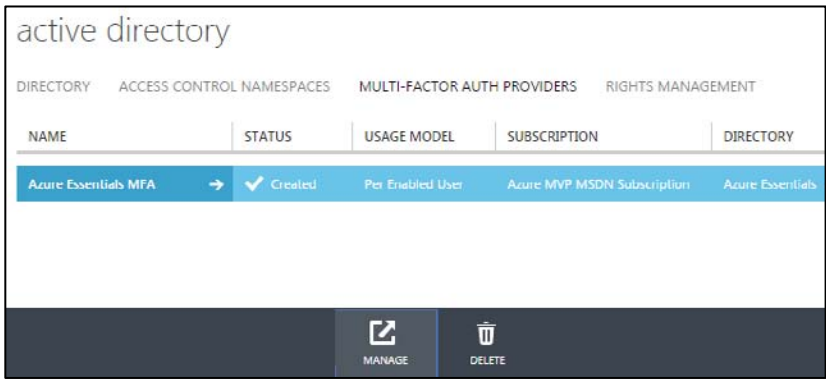 active directory
DIRECTORY ACCESS CONTROL NAMESPACES MULTI-FACTOR AUTH PROVIDERS RIGHTS MANAGEMENT
NAME STATUS USAGE MODEL SUBSCRIPTION DIRECTORY
Azure Essentials MFA Created Per Enabled User Azure MVP MSDN Subscription Azure Essentials
MANAGE DELETE